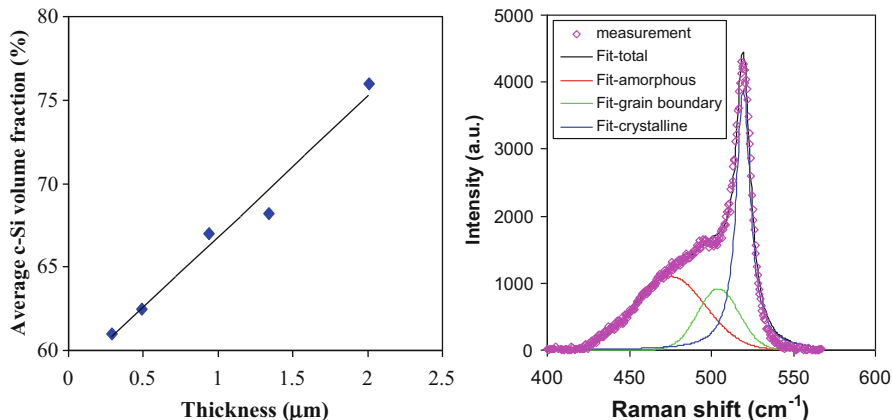 80
75
70
65
60
Average c-Si volume fraction (%)
0
0.5
1
1.5
2
2.5
Thickness (μm)
5000
4000
3000
2000
1000
0
Intensity (a.u.)
measurement
Fit-total
Fit-amorphous
Fit-grain boundary
Fit-crystalline
400
450
500
550
600
Raman shift (cm⁻¹)